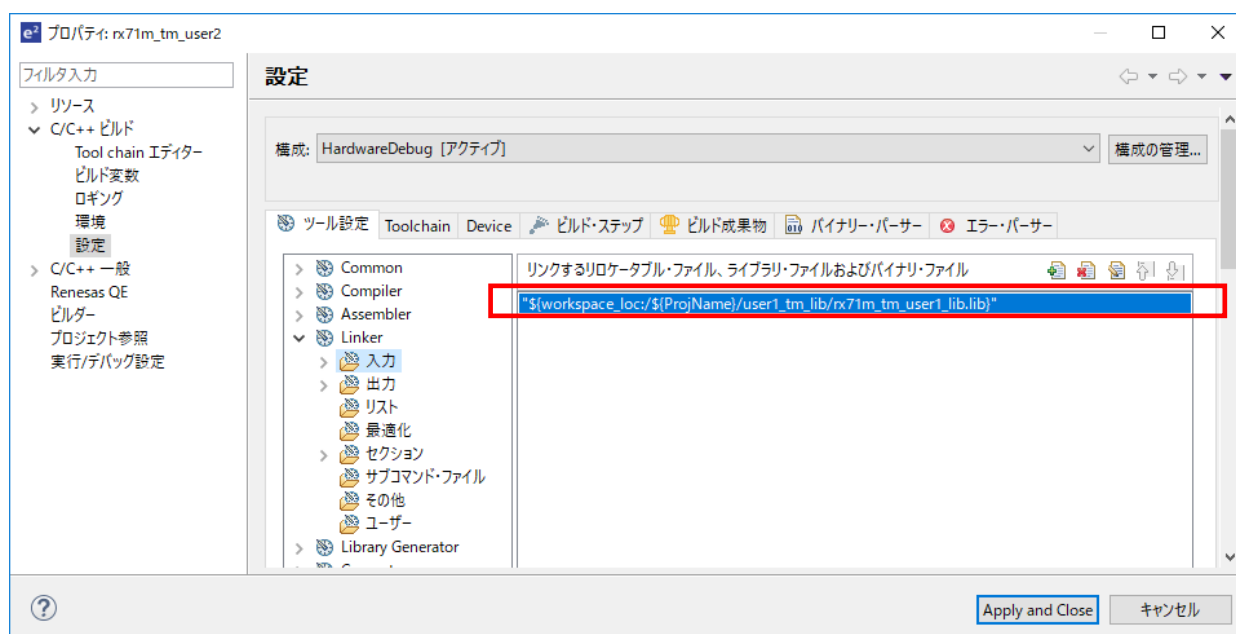 e² プロパティ: rx71m_tm_user2
フィルタ入力
リソース
C/C++ ビルド
Tool chain エディター
ビルド変数
ロギング
環境
設定
C/C++ 一般
Renesas QE
ビルダー
プロジェクト参照
実行/デバッグ設定
設定
構成: HardwareDebug [アクティブ]
構成の管理...
ツール設定 Toolchain Device ビルド・ステップ ビルド成果物 バイナリー・パーサー エラー・パーサー
Common
Compiler
Assembler
Linker
入力
出力
リスト
最適化
セクション
サブコマンド・ファイル
その他
ユーザー
Library Generator
リンクするリロケータブル・ファイル、ライブラリ・ファイルおよびバイナリ・ファイル
"${workspace_loc:/${ProjName}/user1_tm_lib/rx71m_tm_user1_lib.lib}"
Apply and Close
キャンセル